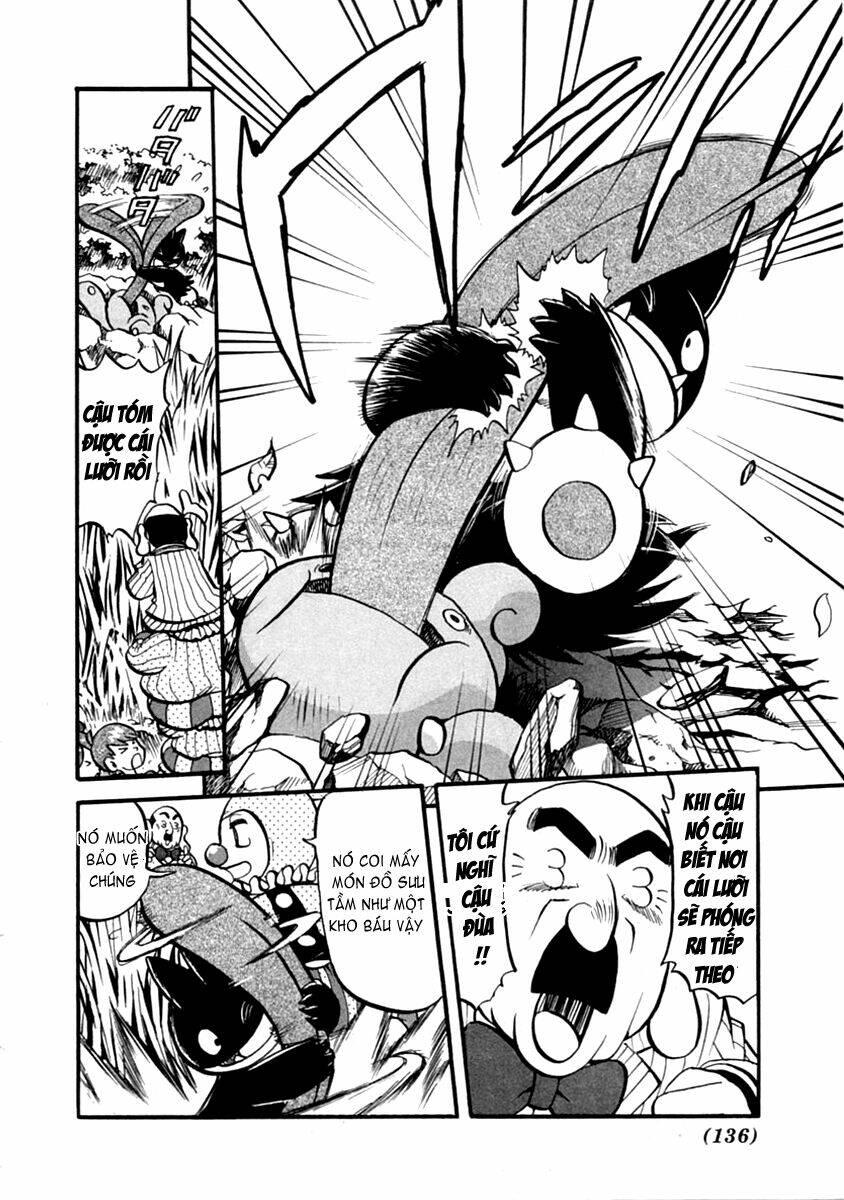 バタバタ
CẬU TÓM
ĐƯỢC CÁI
LƯỠI RỒI
KHI CẬU
NÓ CẬU
BIẾT NƠI
CÁI LƯỠI
SẼ PHÓNG
RA TIẾP
THEO
TÔI CỨ
NGHĨ
CẬU
ĐÙA
!!
NÓ COI MẤY
MÓN ĐỒ SƯU
TẦM NHƯ MỘT
KHO BÁU VẬY
NÓ MUỐN
BẢO VỆ
CHÚNG
(136)